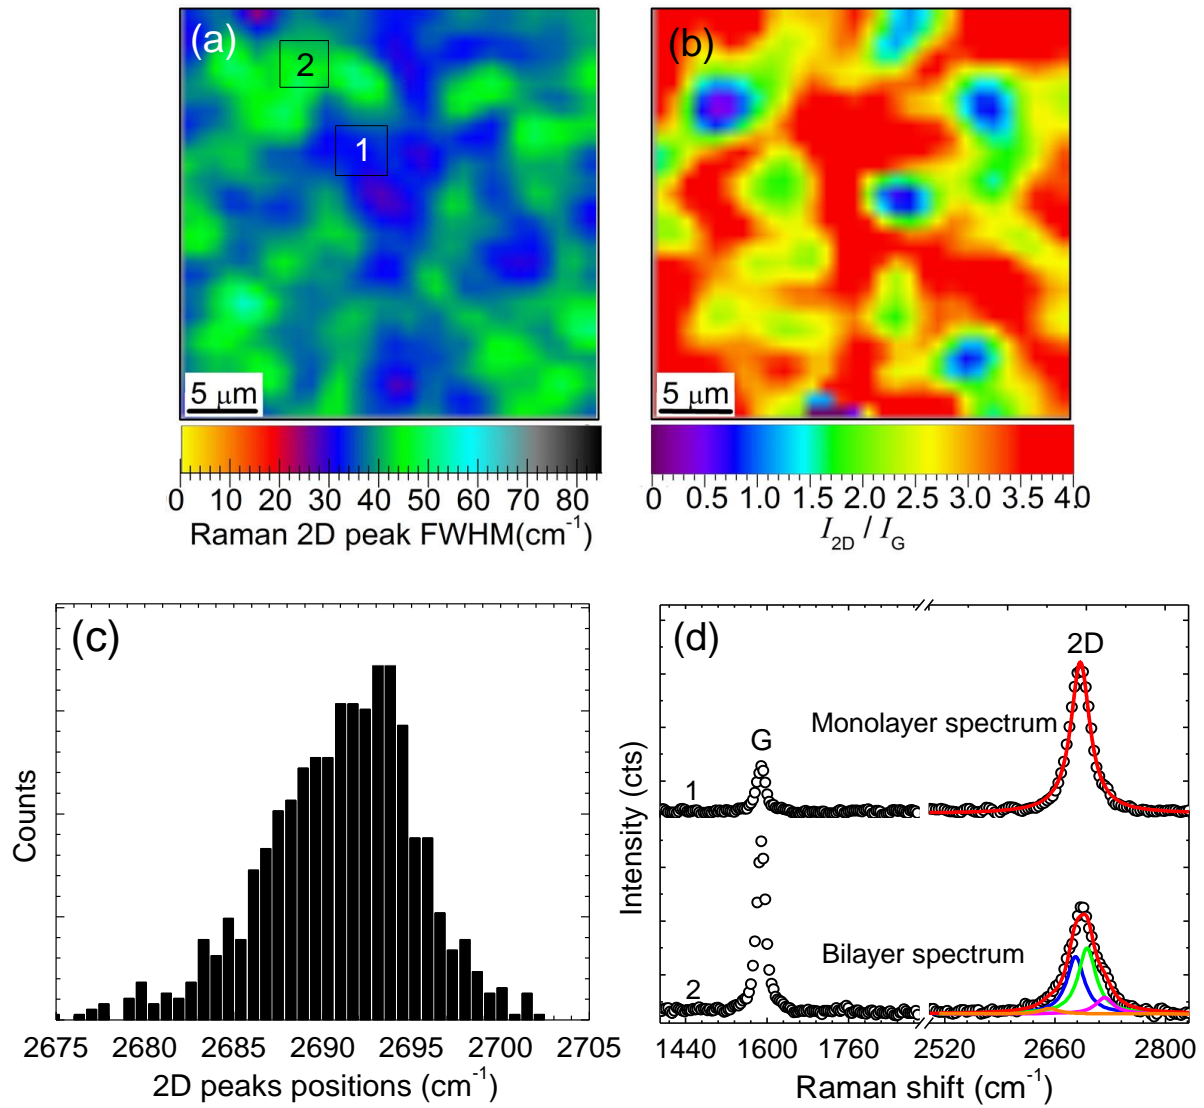 (a)
2
1
5 μm
0 10 20 30 40 50 60 70 80
Raman 2D peak FWHM(cm⁻¹)
(b)
5 μm
0 0.5 1.0 1.5 2.0 2.5 3.0 3.5 4.0
I₂D / I_G
(c)
Counts
2675 2680 2685 2690 2695 2700 2705
2D peaks positions (cm⁻¹)
(d)
2D
Monolayer spectrum
G
1
Intensity (cts)
Bilayer spectrum
2
1440 1600 1760 2520 2660 2800
Raman shift (cm⁻¹)